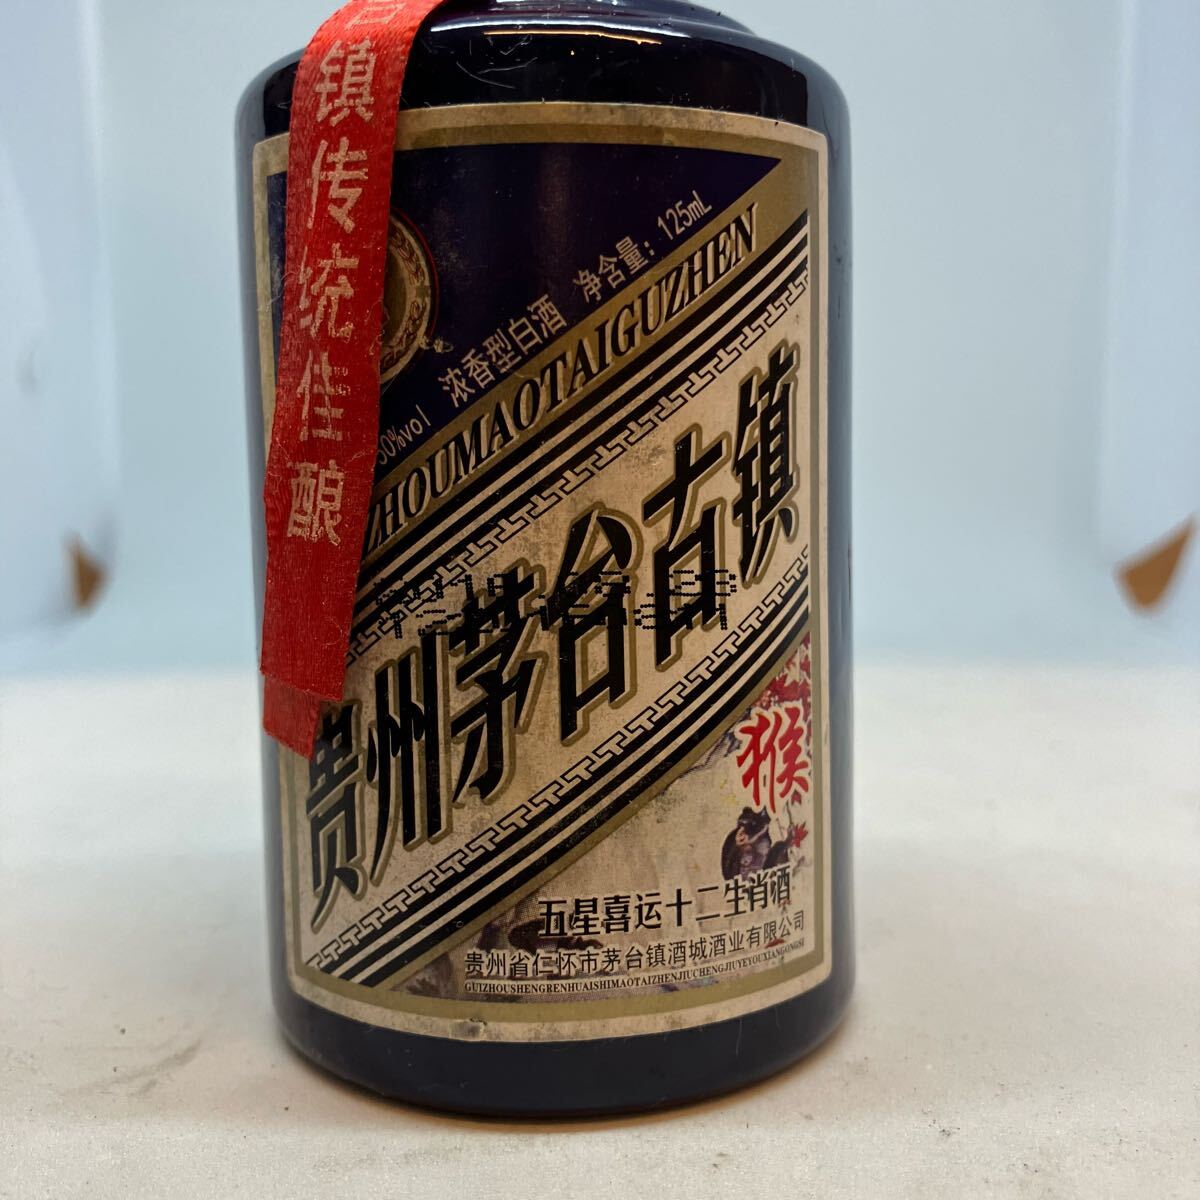 镇传统佳酿
净含量：125mL
浓香型白酒
50%vol
ZHOUMAOTAIGUZHEN
贵州茅台古镇
猴
五星喜运十二生肖酒
贵州省仁怀市茅台镇酒城酒业有限公司
GUIZHOUSHENGRENHUAISHIMAOTAIZHENJIUCHENGJIUYEYOUXIANGONGSI